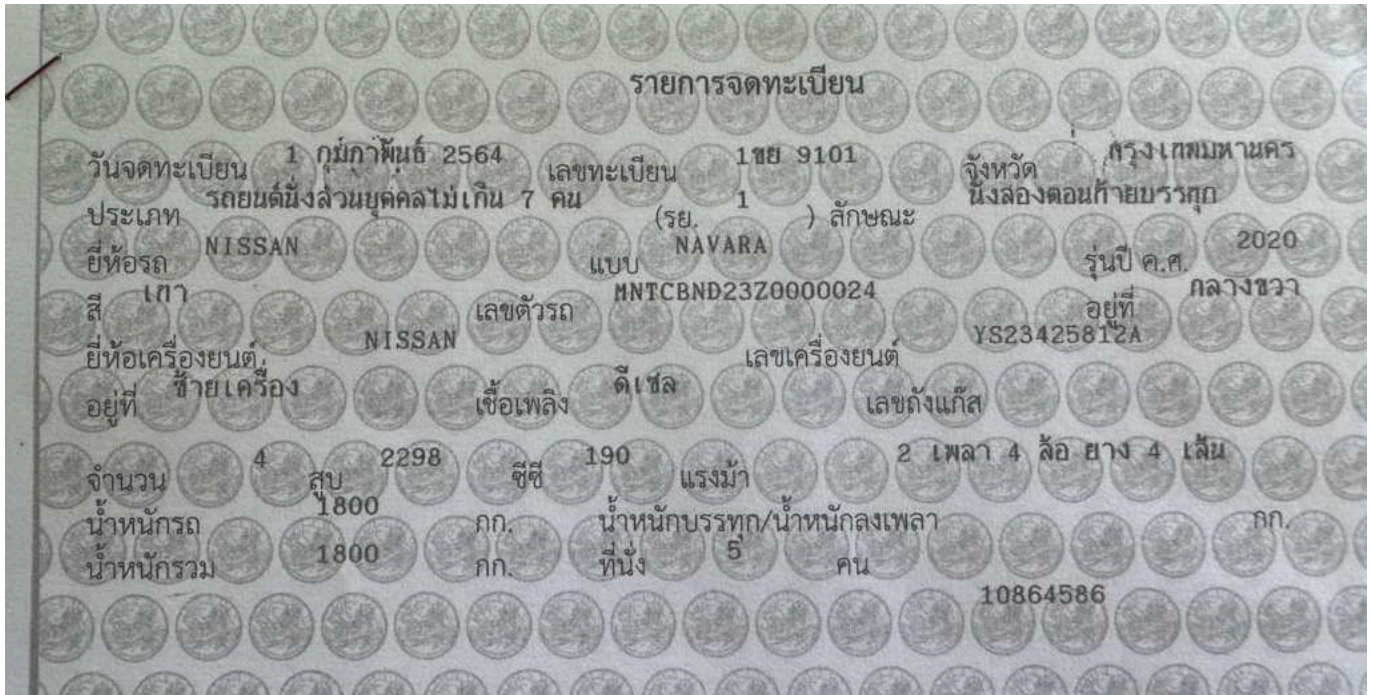 รายการจดทะเบียน
วันจดทะเบียน 1 กุมภาพันธ์ 2564 เลขทะเบียน 1ขย 9101 จังหวัด กรุงเทพมหานคร
ประเภท รถยนต์นั่งส่วนบุคคลไม่เกิน 7 คน (รย. 1 ) ลักษณะ นั่งสองตอนท้ายบรรทุก
ยี่ห้อรถ NISSAN แบบ NAVARA รุ่นปี ค.ศ. 2020
สี เทา เลขตัวรถ MNTCBND23Z0000024 อยู่ที่ กลางขวา
ยี่ห้อเครื่องยนต์ NISSAN เลขเครื่องยนต์ YS23425812A
อยู่ที่ ซ้ายเครื่อง เชื้อเพลิง ดีเซล เลขถังแก๊ส
จำนวน 4 สูบ 2298 ซีซี 190 แรงม้า 2 เพลา 4 ล้อ ยาง 4 เส้น
น้ำหนักรถ 1800 กก. น้ำหนักบรรทุก/น้ำหนักลงเพลา กก.
น้ำหนักรวม 1800 กก. ที่นั่ง 5 คน
10864586